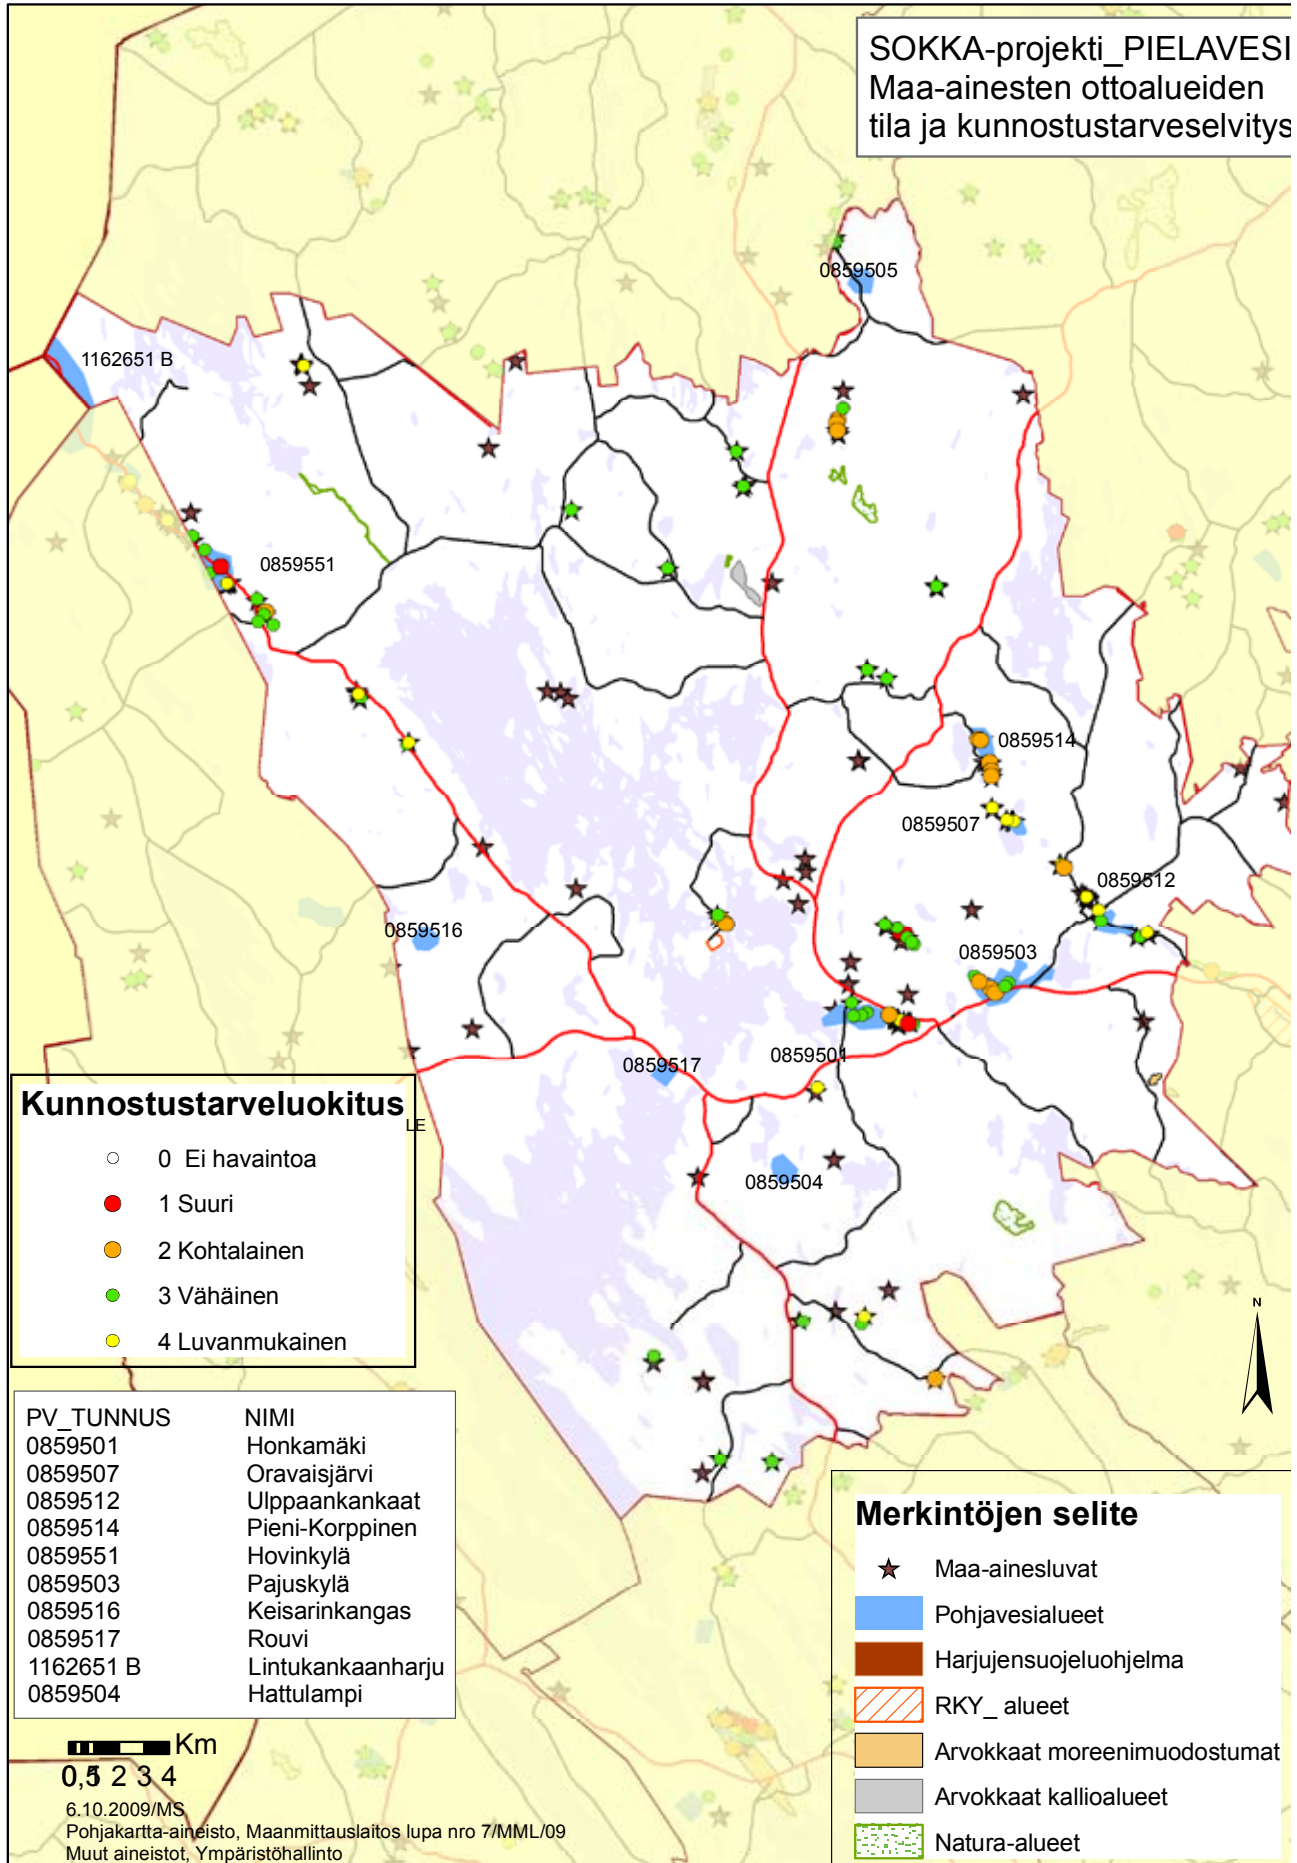 SOKKA-projekti_PIELAVESI
Maa-ainesten ottoalueiden
tila ja kunnostustarveselvitys
0859505
1162651 B
0859551
0859514
0859507
0859512
0859516
0859503
0859501
0859517
0859504
LE
Kunnostustarveluokitus
0 Ei havaintoa
1 Suuri
2 Kohtalainen
3 Vähäinen
4 Luvanmukainen
N
PV_TUNNUS NIMI
0859501 Honkamäki
0859507 Oravaisjärvi
0859512 Ulppaankankaat
0859514 Pieni-Korppinen
0859551 Hovinkylä
0859503 Pajuskylä
0859516 Keisarinkangas
0859517 Rouvi
1162651 B Lintukankaanharju
0859504 Hattulampi
Merkintöjen selite
Maa-ainesluvat
Pohjavesialueet
Harjujensuojeluohjelma
RKY_ alueet
Arvokkaat moreenimuodostumat
Arvokkaat kallioalueet
Natura-alueet
Km
2 3 4
6.10.2009/MS
Pohjakartta-aineisto, Maanmittauslaitos lupa nro 7/MML/09
Muut aineistot, Ympäristöhallinto